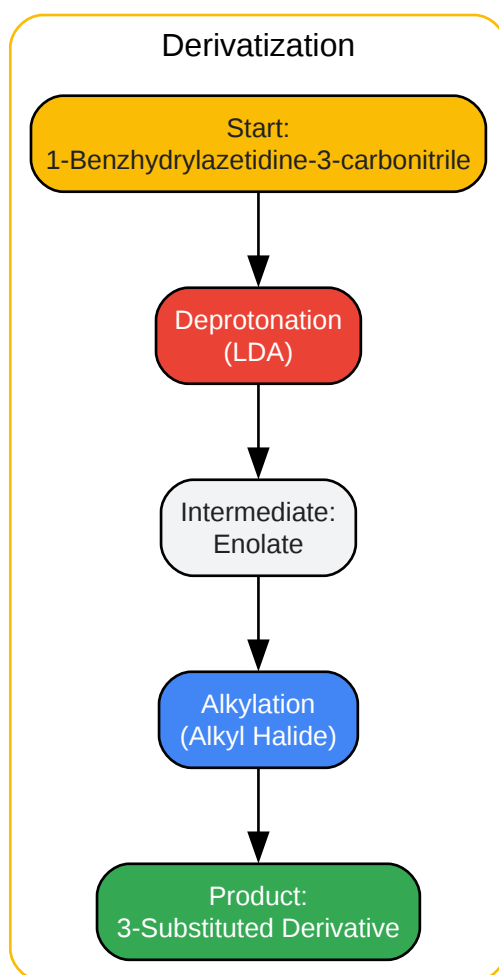 Derivatization
Start:
1-Benzhydrylazetidine-3-carbonitrile
Deprotonation
(LDA)
Intermediate:
Enolate
Alkylation
(Alkyl Halide)
Product:
3-Substituted Derivative